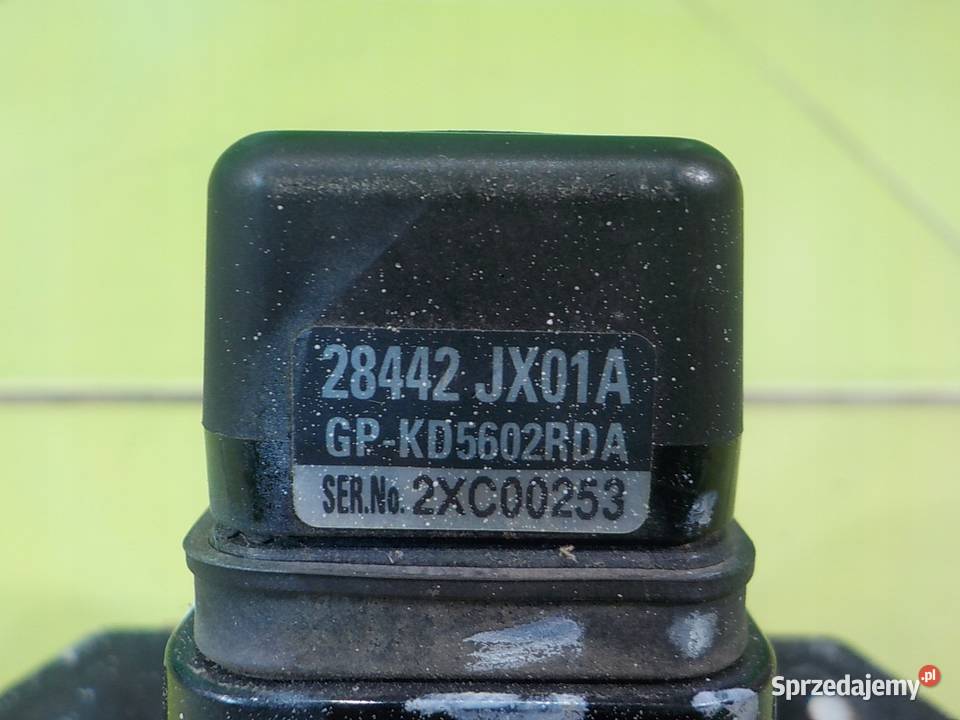 28442 JX01A
GP-KD5602RDA
SER.No. 2XC00253
Sprzedajemy.pl